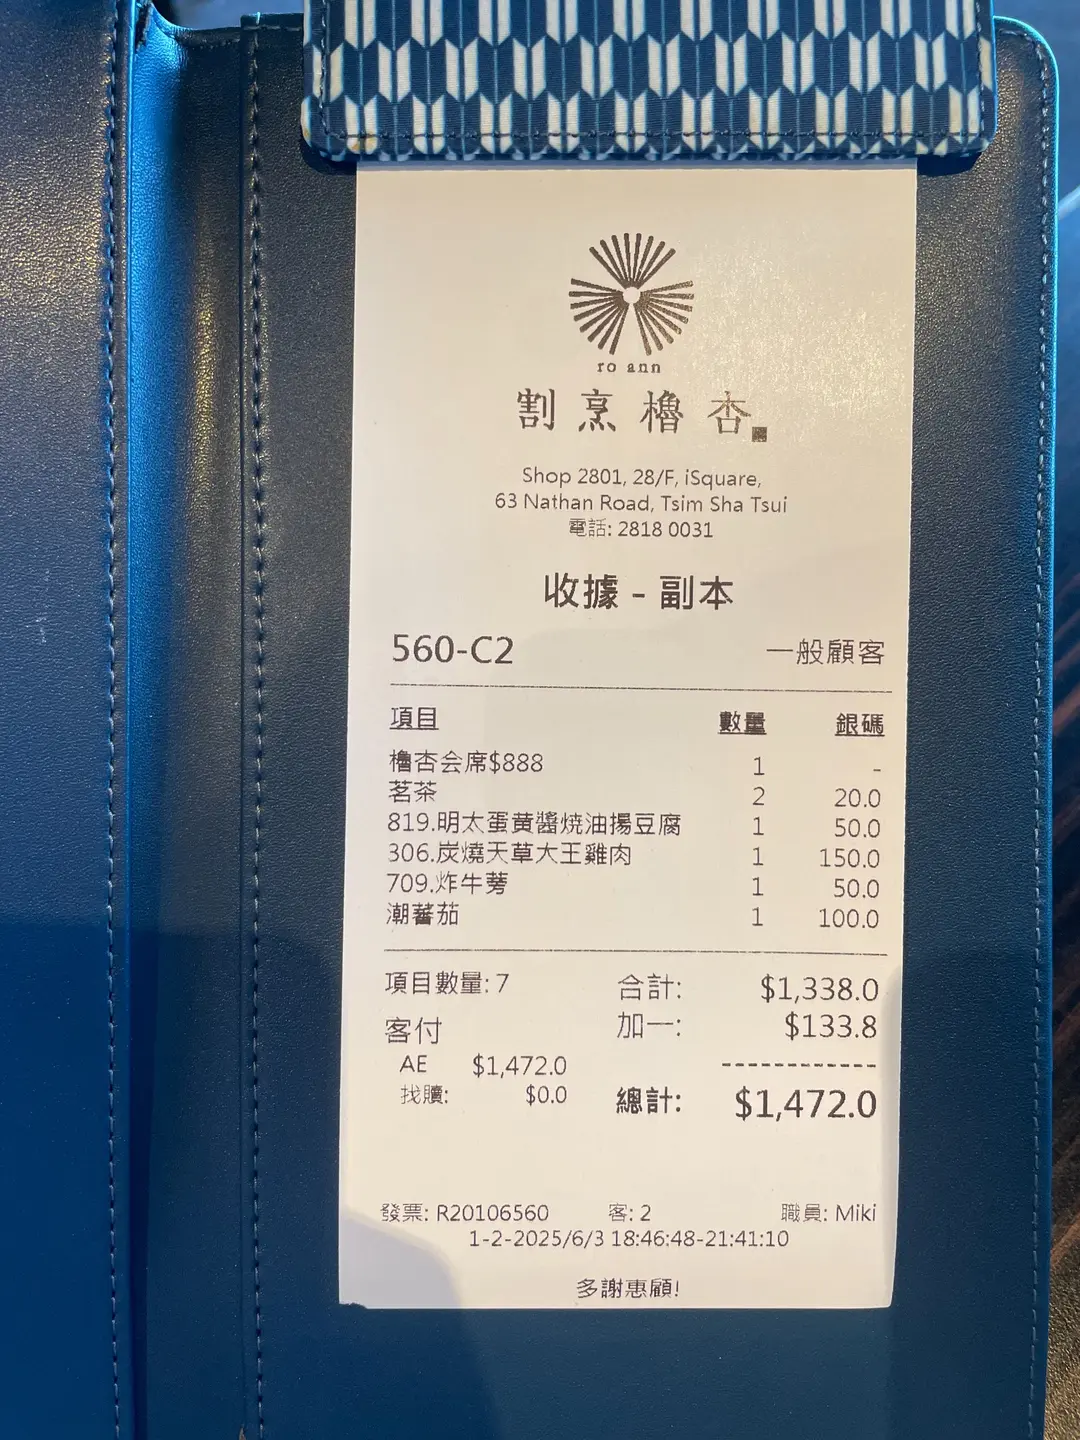 ro ann
割烹櫓杏
Shop 2801, 28/F, iSquare,
63 Nathan Road, Tsim Sha Tsui
電話: 2818 0031
收據 - 副本
560-C2 一般顧客
項目 數量 銀碼
櫓杏会席$888 1 -
茗茶 2 20.0
819.明太蛋黃醬燒油揚豆腐 1 50.0
306.炭燒天草大王雞肉 1 150.0
709.炸牛蒡 1 50.0
潮蕃茄 1 100.0
項目數量: 7 合計: $1,338.0
客付 加一: $133.8
AE $1,472.0 ------------
找贖: $0.0 總計: $1,472.0
發票: R20106560 客: 2 職員: Miki
1-2-2025/6/3 18:46:48-21:41:10
多謝惠顧!